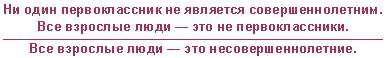 Ни один первоклассник не является совершеннолетним.
Все взрослые люди — это не первоклассники.
Все взрослые люди — это несовершеннолетние.